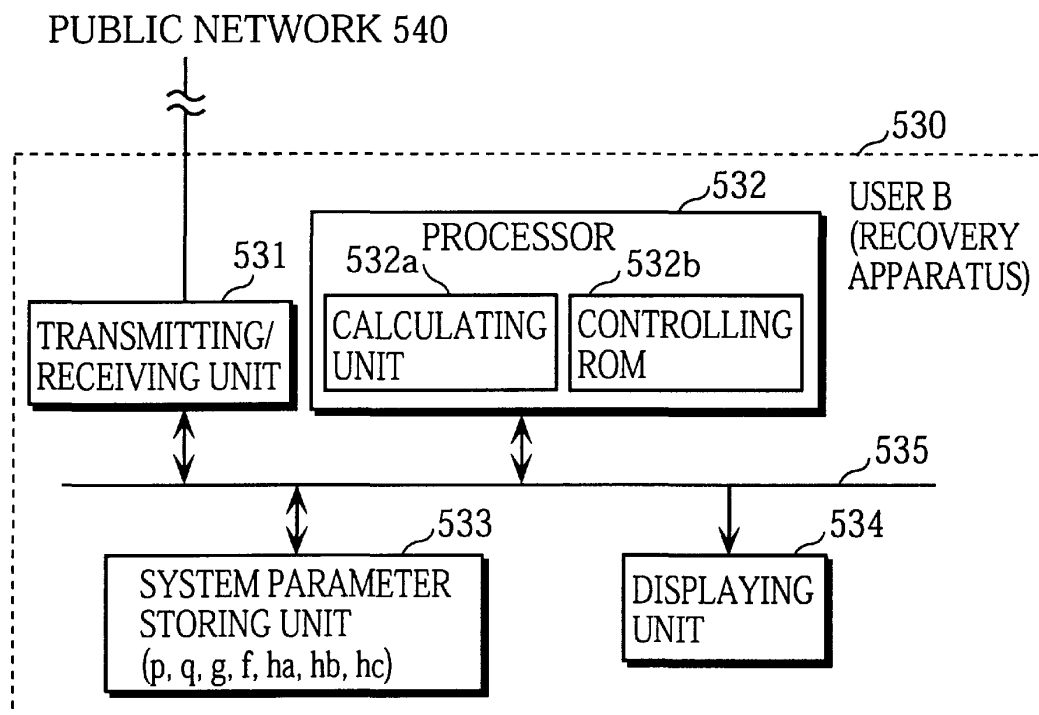 PUBLIC NETWORK 540
530
USER B
(RECOVERY
APPARATUS)
532
PROCESSOR
532a
532b
CALCULATING
UNIT
CONTROLLING
ROM
531
TRANSMITTING/
RECEIVING UNIT
535
533
SYSTEM PARAMETER
STORING UNIT
(p, q, g, f, ha, hb, hc)
534
DISPLAYING
UNIT